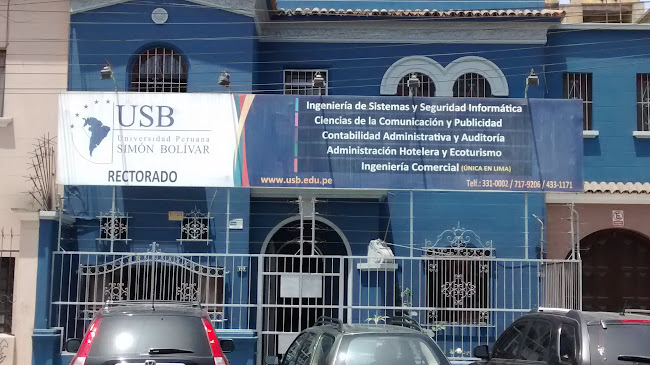 USB
Universidad Peruana
SIMÓN BOLÍVAR
RECTORADO
Ingeniería de Sistemas y Seguridad Informática
Ciencias de la Comunicación y Publicidad
Contabilidad Administrativa y Auditoría
Administración Hotelera y Ecoturismo
Ingeniería Comercial (ÚNICA EN LIMA)
www.usb.edu.pe
Telf.: 331-0002 / 717-9206 / 433-1171